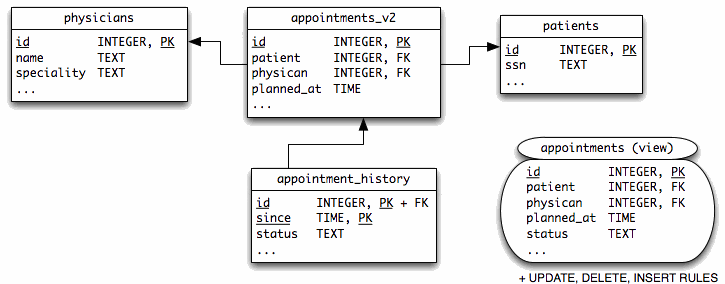 physicians
id INTEGER, PK
name TEXT
speciality TEXT
...
appointments_v2
id INTEGER, PK
patient INTEGER, FK
physican INTEGER, FK
planned_at TIME
...
patients
id INTEGER, PK
ssn TEXT
...
appointment_history
id INTEGER, PK + FK
since TIME, PK
status TEXT
...
appointments (view)
id INTEGER, PK
patient INTEGER, FK
physican INTEGER, FK
planned_at TIME
status TEXT
...
+ UPDATE, DELETE, INSERT RULES